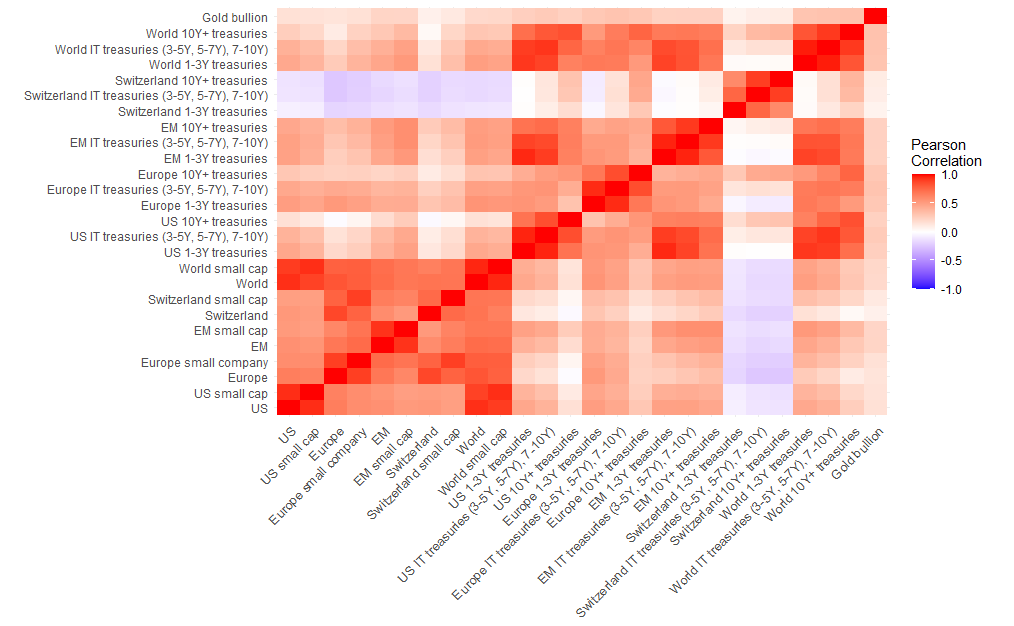 Gold bullion
World 10Y+ treasuries
World IT treasuries (3-5Y, 5-7Y), 7-10Y)
World 1-3Y treasuries
Switzerland 10Y+ treasuries
Switzerland IT treasuries (3-5Y, 5-7Y), 7-10Y)
Switzerland 1-3Y treasuries
EM 10Y+ treasuries
EM IT treasuries (3-5Y, 5-7Y), 7-10Y)
EM 1-3Y treasuries
Europe 10Y+ treasuries
Europe IT treasuries (3-5Y, 5-7Y), 7-10Y)
Europe 1-3Y treasuries
US 10Y+ treasuries
US IT treasuries (3-5Y, 5-7Y), 7-10Y)
US 1-3Y treasuries
World small cap
World
Switzerland small cap
Switzerland
EM small cap
EM
Europe small company
Europe
US small cap
US
US
US small cap
Europe
Europe small company
EM
EM small cap
Switzerland
Switzerland small cap
World
World small cap
US 1-3Y treasuries
US IT treasuries (3-5Y, 5-7Y), 7-10Y)
US 10Y+ treasuries
Europe 1-3Y treasuries
Europe IT treasuries (3-5Y, 5-7Y), 7-10Y)
Europe 10Y+ treasuries
EM 1-3Y treasuries
EM IT treasuries (3-5Y, 5-7Y), 7-10Y)
EM 10Y+ treasuries
Switzerland 1-3Y treasuries
Switzerland IT treasuries (3-5Y, 5-7Y), 7-10Y)
Switzerland 10Y+ treasuries
World 1-3Y treasuries
World IT treasuries (3-5Y, 5-7Y), 7-10Y)
World 10Y+ treasuries
Gold bullion
Pearson
Correlation
1.0
0.5
0.0
-0.5
-1.0